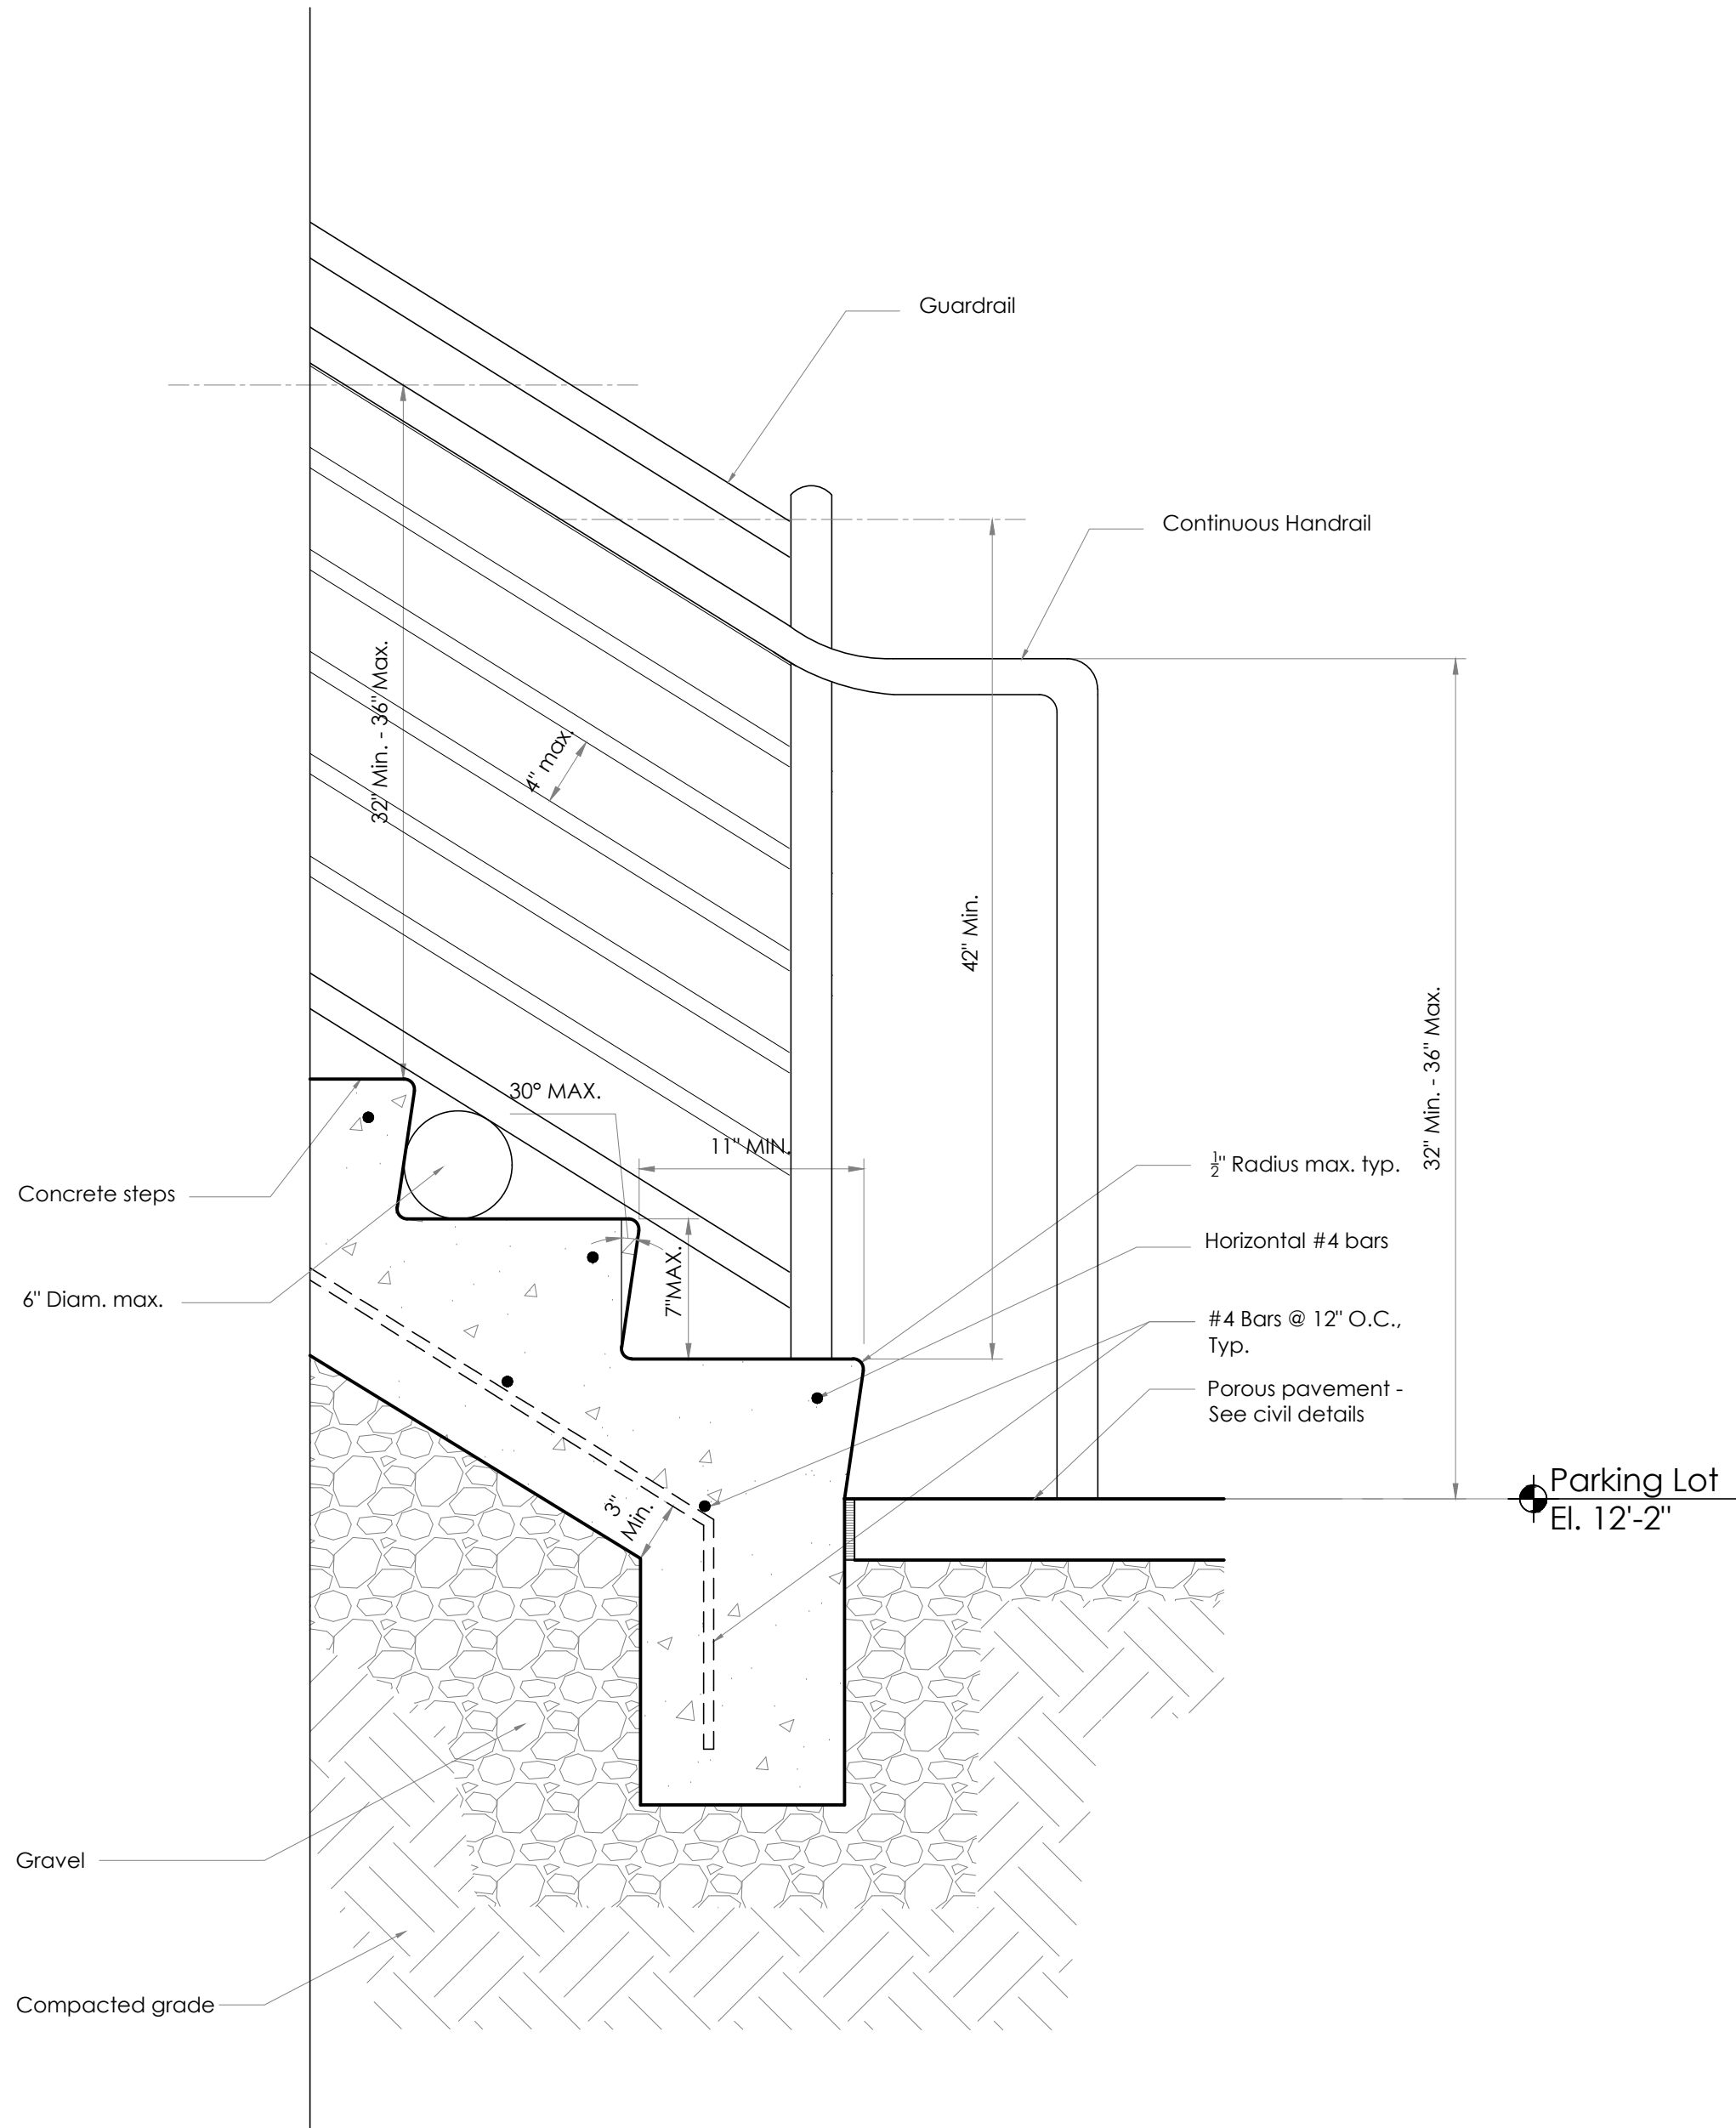 Guardrail
Continuous Handrail
32" Min. - 36" Max.
4" max.
42" Min.
32" Min. - 36" Max.
30° MAX.
11" MIN.
½" Radius max. typ.
Concrete steps
Horizontal #4 bars
7"MAX.
6" Diam. max.
#4 Bars @ 12" O.C.,
Typ.
Porous pavement -
See civil details
Parking Lot
El. 12'-2"
3"
Min.
Gravel
Compacted grade